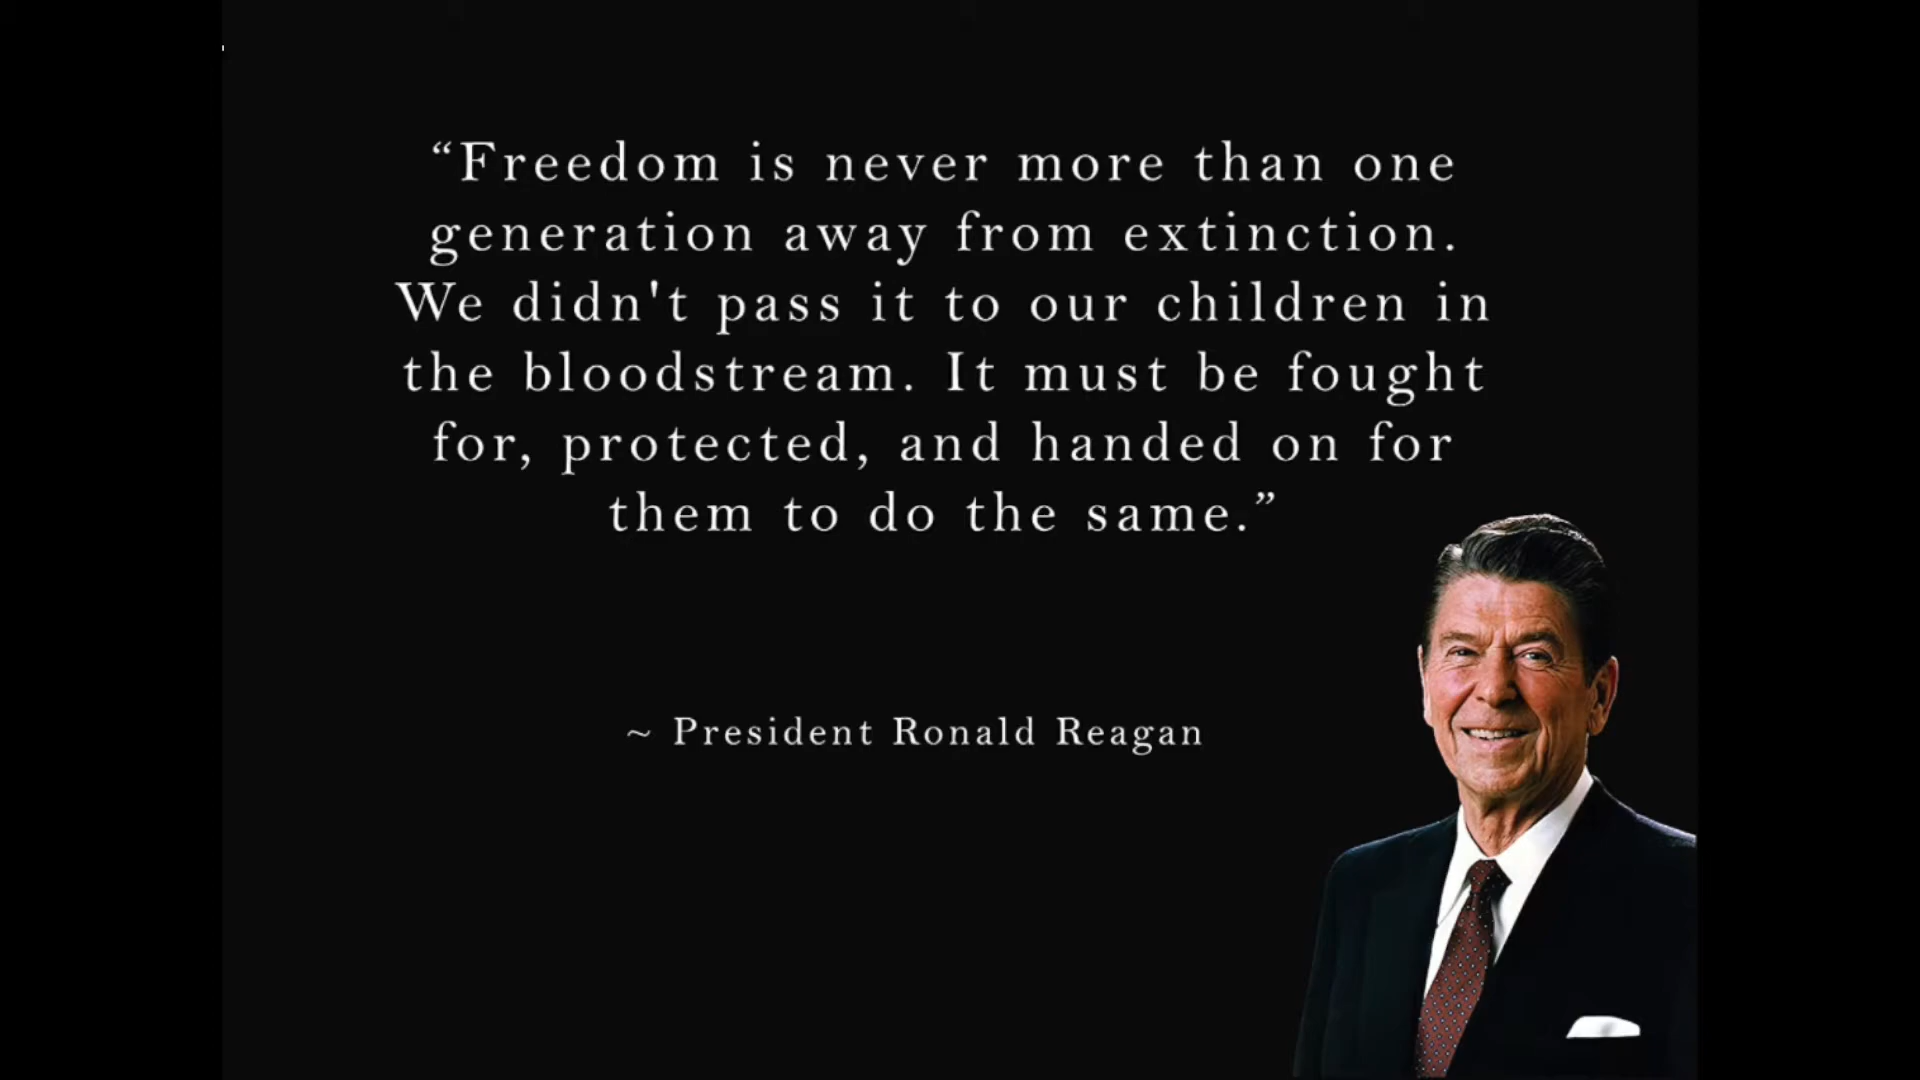 “Freedom is never more than one
generation away from extinction.
We didn't pass it to our children in
the bloodstream. It must be fought
for, protected, and handed on for
them to do the same.”
~ President Ronald Reagan